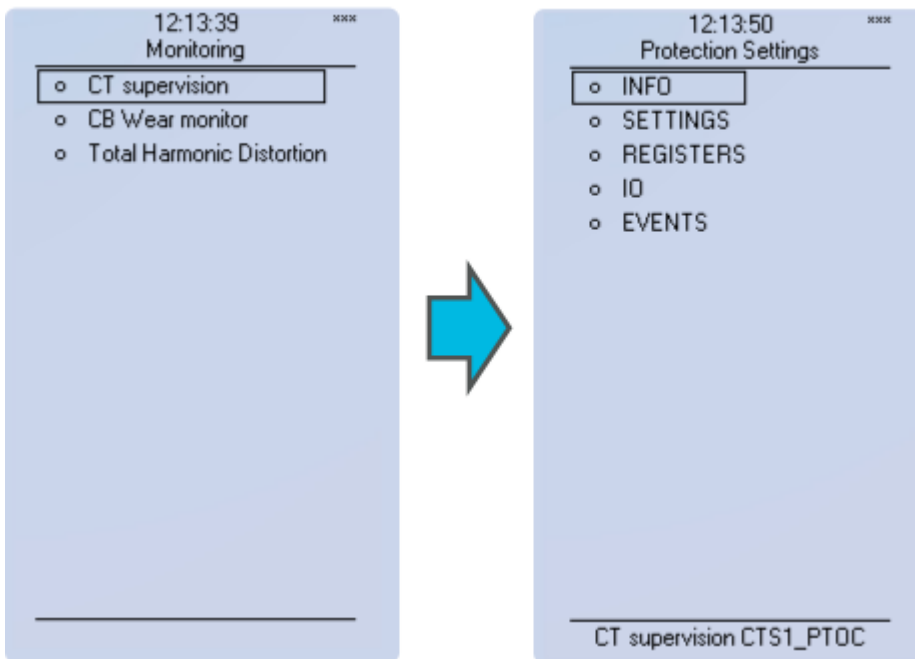 12:13:39 ***
Monitoring
CT supervision
CB Wear monitor
Total Harmonic Distortion
12:13:50 ***
Protection Settings
INFO
SETTINGS
REGISTERS
IO
EVENTS
CT supervision CTS1_PTOC